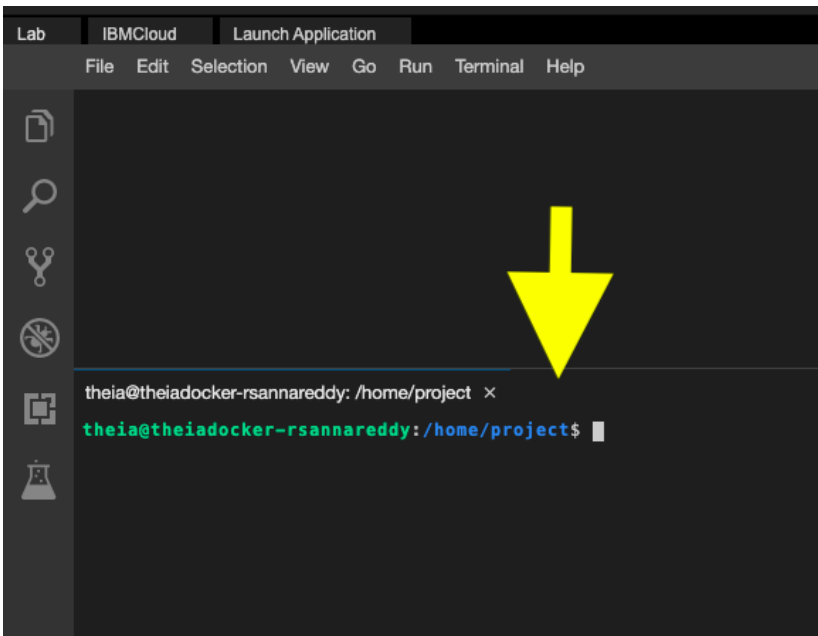 Lab IBMCloud Launch Application
File Edit Selection View Go Run Terminal Help
theia@theiadocker-rsannareddy: /home/project ×
theia@theiadocker-rsannareddy:/home/project$